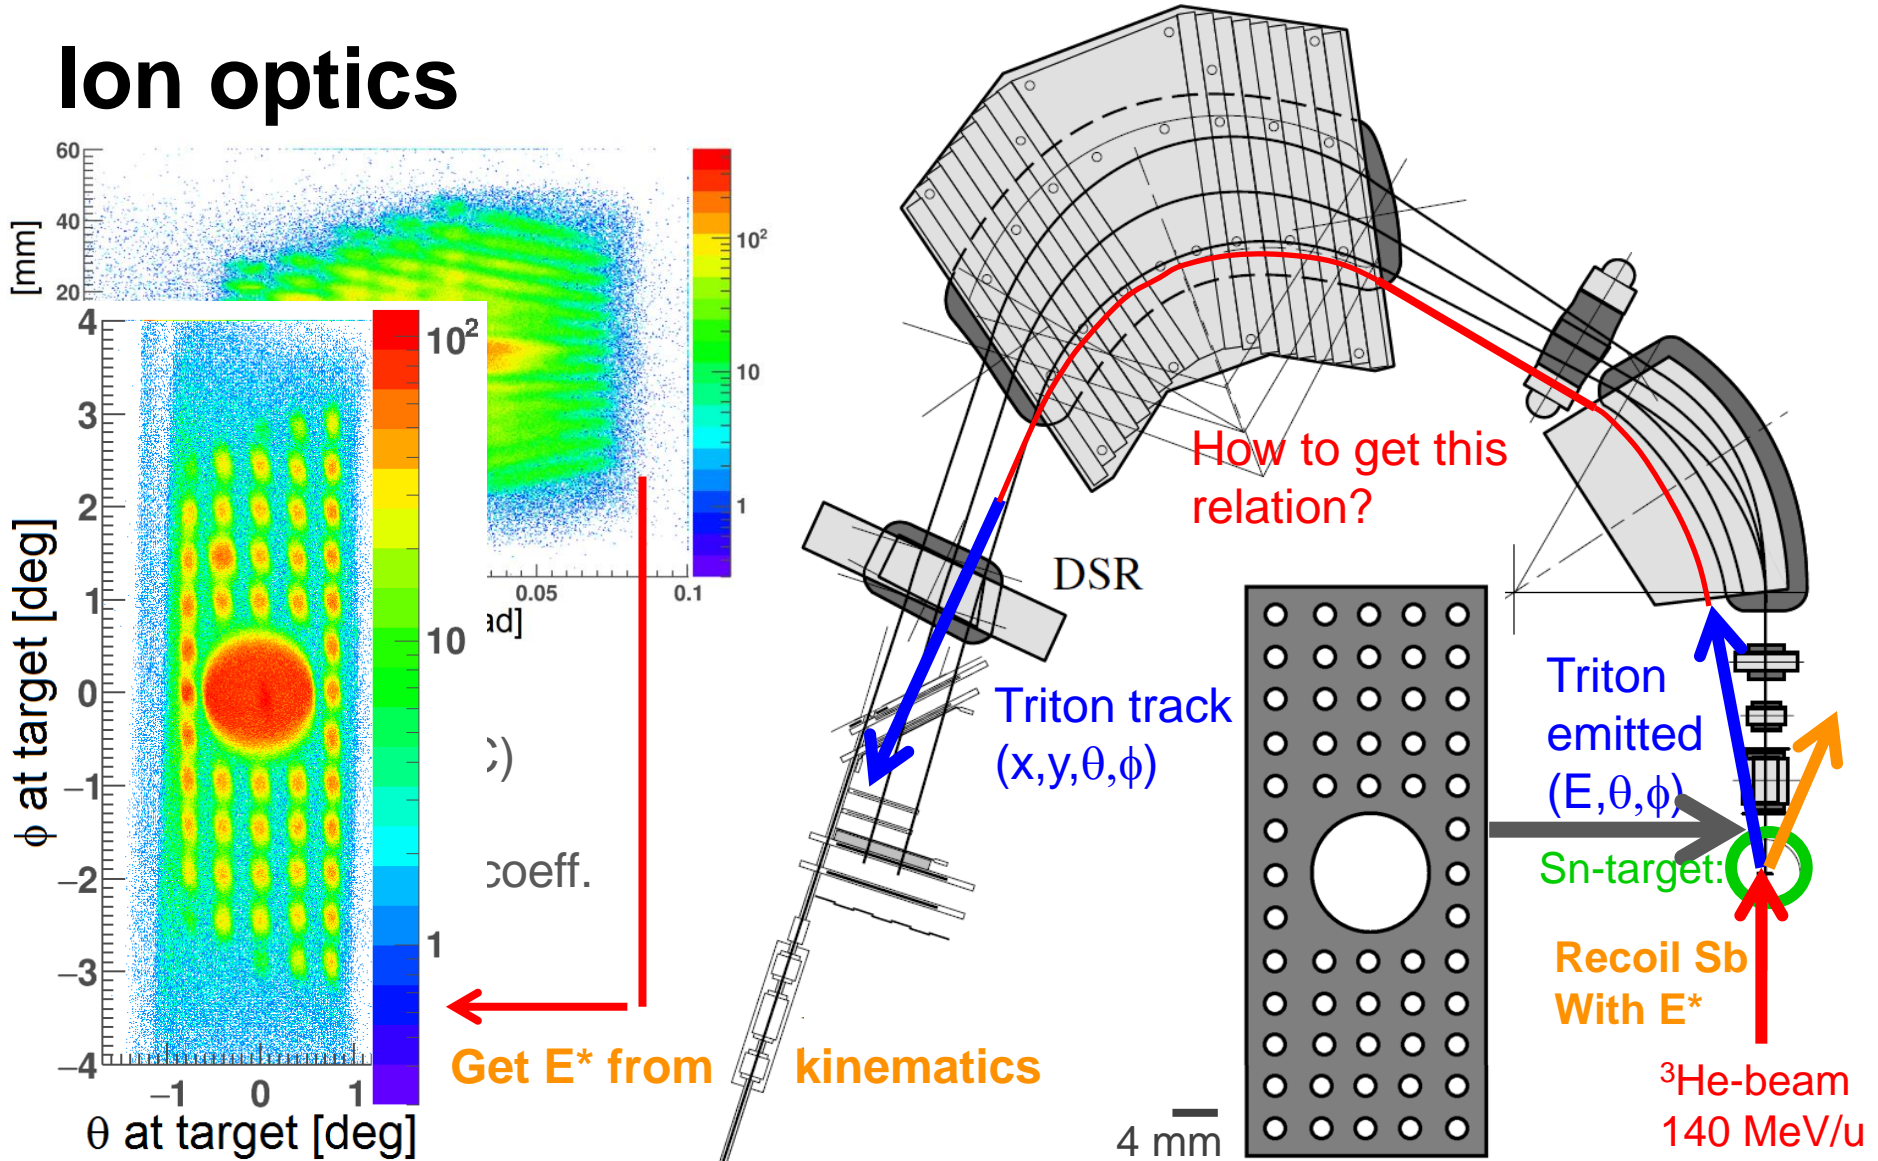 Ion optics
60
40
20
[mm]
10²
10
1
0.05
0.1
ad]
4
3
2
1
0
−1
−2
−3
−4
ϕ at target [deg]
10²
10
1
−1
0
1
θ at target [deg]
C)
coeff.
Get E* from kinematics
How to get this
relation?
DSR
Triton track
(x,y,θ,ϕ)
Triton
emitted
(E,θ,ϕ)
Sn-target:
Recoil Sb
With E*
³He-beam
140 MeV/u
4 mm